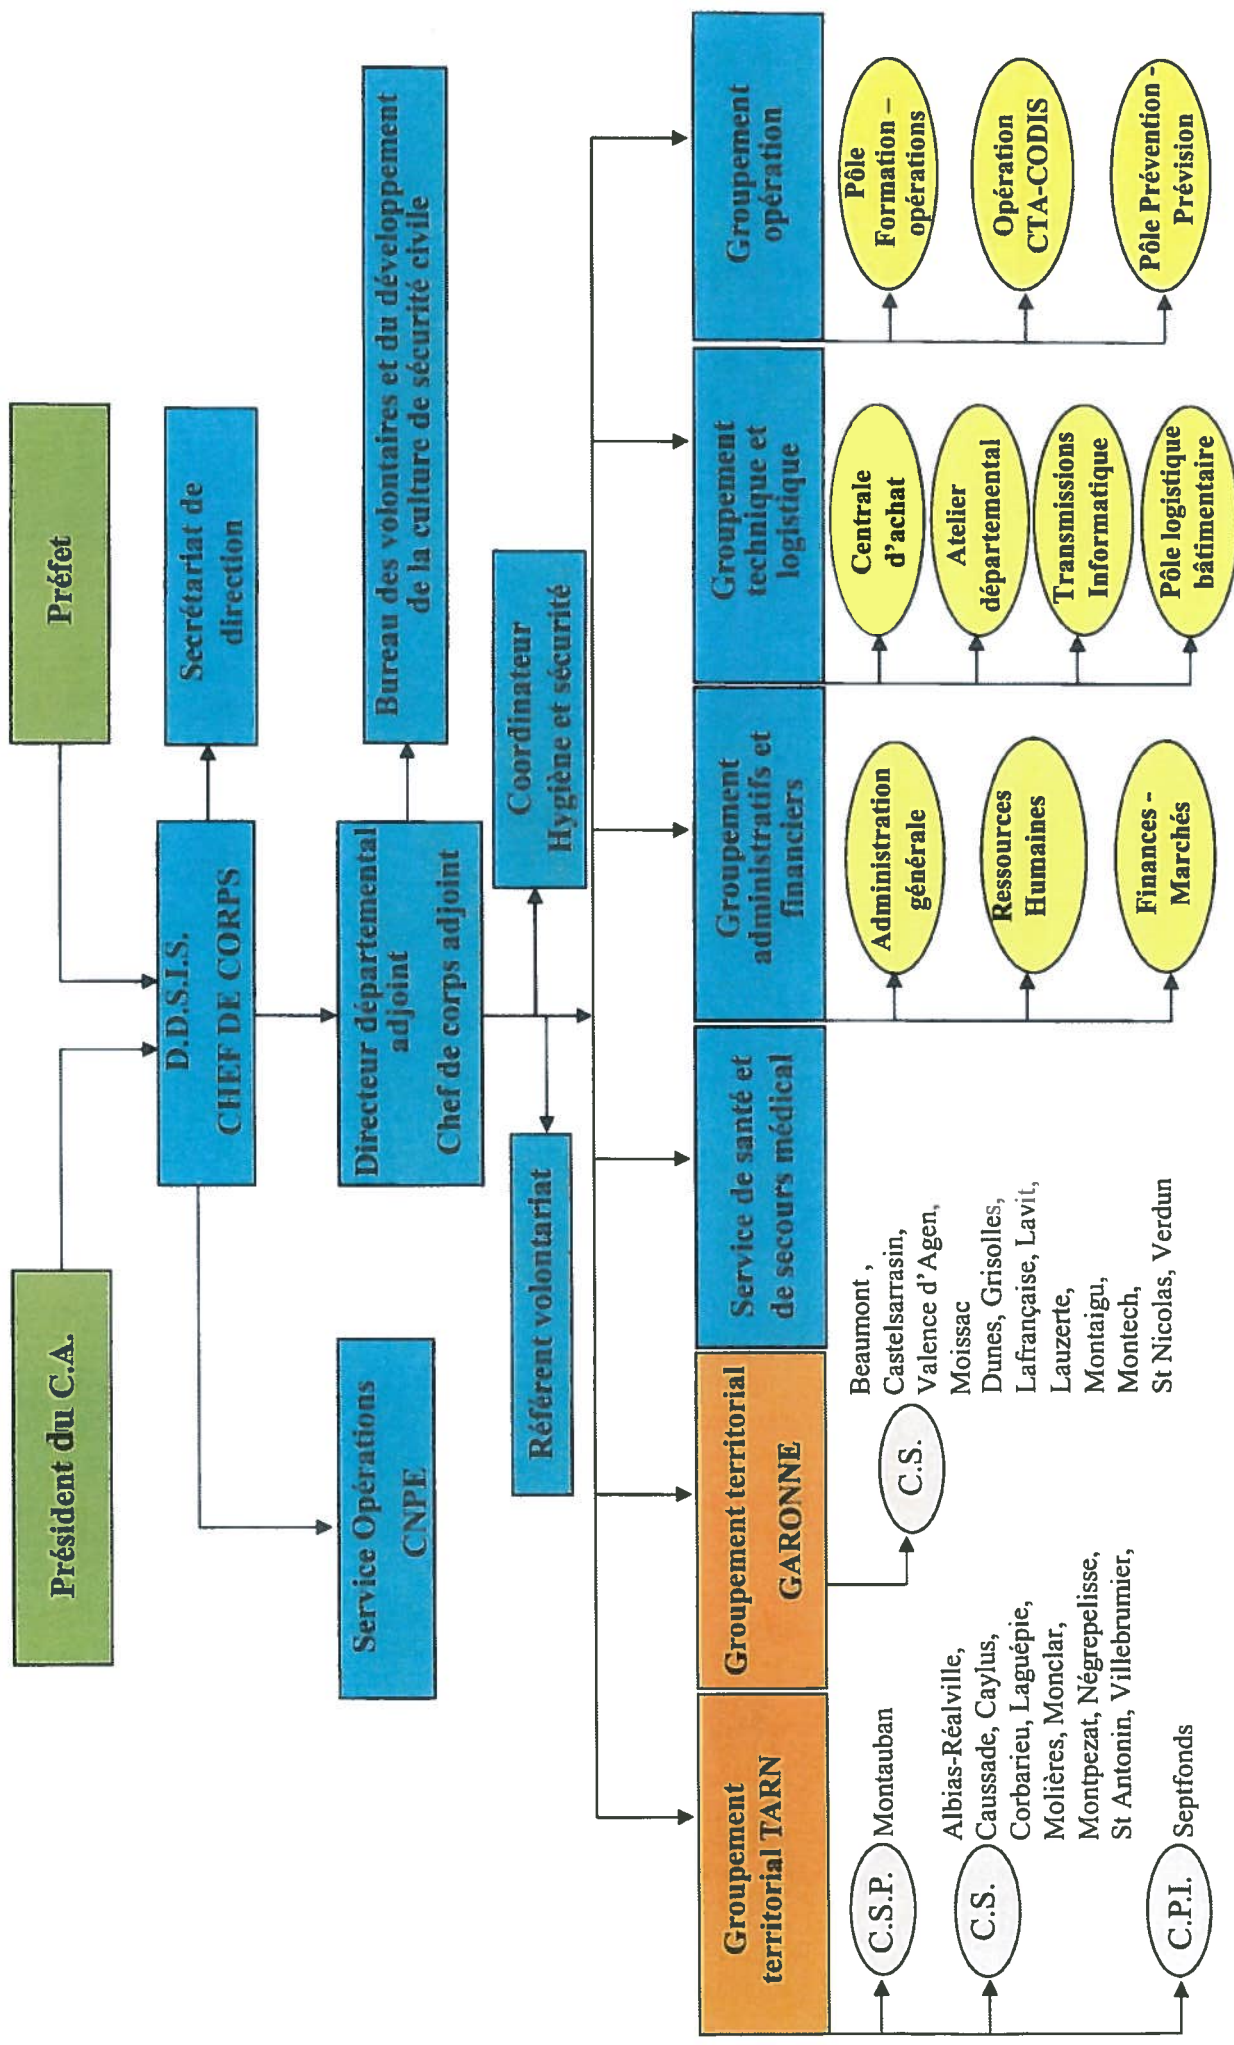 Président du C.A.
Préfet
D.D.S.I.S.
CHEF DE CORPS
Secrétariat de
direction
Service Opérations
CNPE
Directeur départemental
adjoint
Chef de corps adjoint
Bureau des volontaires et du développement
de la culture de sécurité civile
Référent volontariat
Coordinateur
Hygiène et sécurité
Groupement
territorial TARN
Groupement territorial
GARONNE
Service de santé et
de secours médical
Groupement
administratifs et
financiers
Groupement
technique et
logistique
Groupement
opération
C.S.P.
Montauban
C.S.
Albias-Réalville,
Caussade, Caylus,
Corbarieu, Laguépie,
Molières, Monclar,
Montpezat, Négrepelisse,
St Antonin, Villebrumier,
C.P.I.
Septfonds
C.S.
Beaumont ,
Castelsarrasin,
Valence d'Agen,
Moissac
Dunes, Grisolles,
Lafrançaise, Lavit,
Lauzerte,
Montaigu,
Montech,
St Nicolas, Verdun
Administration
générale
Ressources
Humaines
Finances -
Marchés
Centrale
d'achat
Atelier
départemental
Transmissions
Informatique
Pôle logistique
bâtimentaire
Pôle
Formation –
opérations
Opération
CTA-CODIS
Pôle Prévention -
Prévision